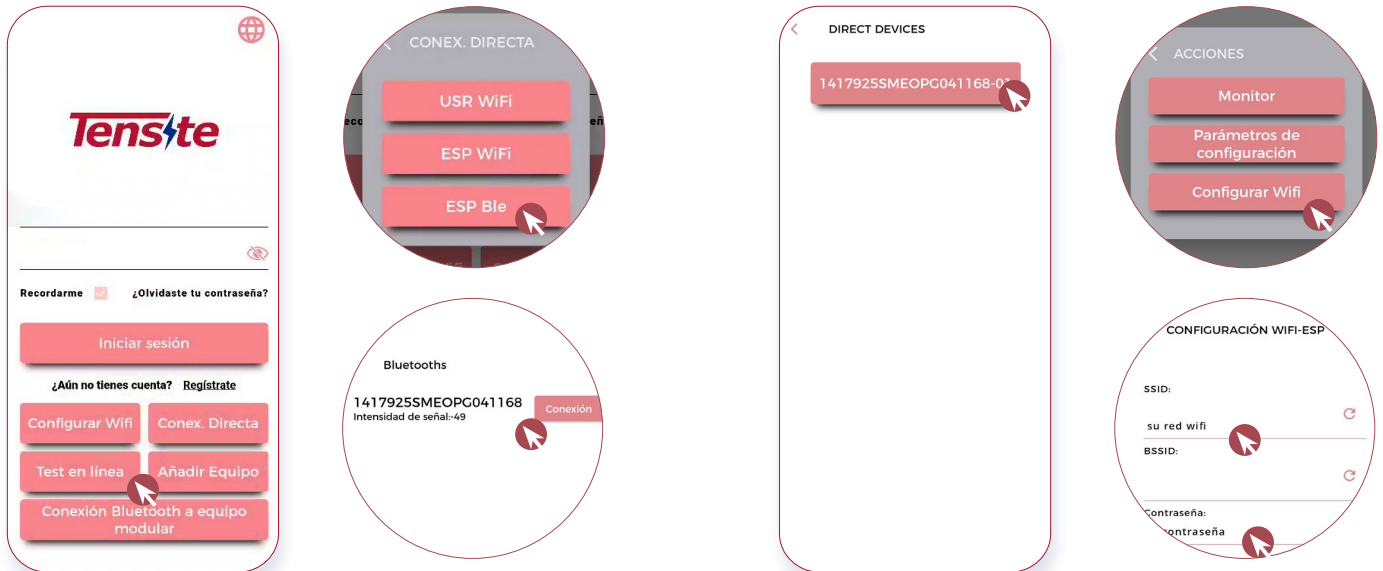 Tensite
Recordarme ¿Olvidaste tu contraseña?
Iniciar sesión
¿Aún no tienes cuenta? Regístrate
Configurar Wifi Conex. Directa
Test en línea Añadir Equipo
Conexión Bluetooth a equipo
modular
CONEX. DIRECTA
USR WiFi
ESP WiFi
ESP Ble
Bluetooths
1417925SMEOPG041168
Intensidad de señal:-49
Conexión
DIRECT DEVICES
1417925SMEOPG041168-01
ACCIONES
Monitor
Parámetros de
configuración
Configurar Wifi
CONFIGURACIÓN WIFI-ESP
SSID:
su red wifi
BSSID:
Contraseña:
contraseña